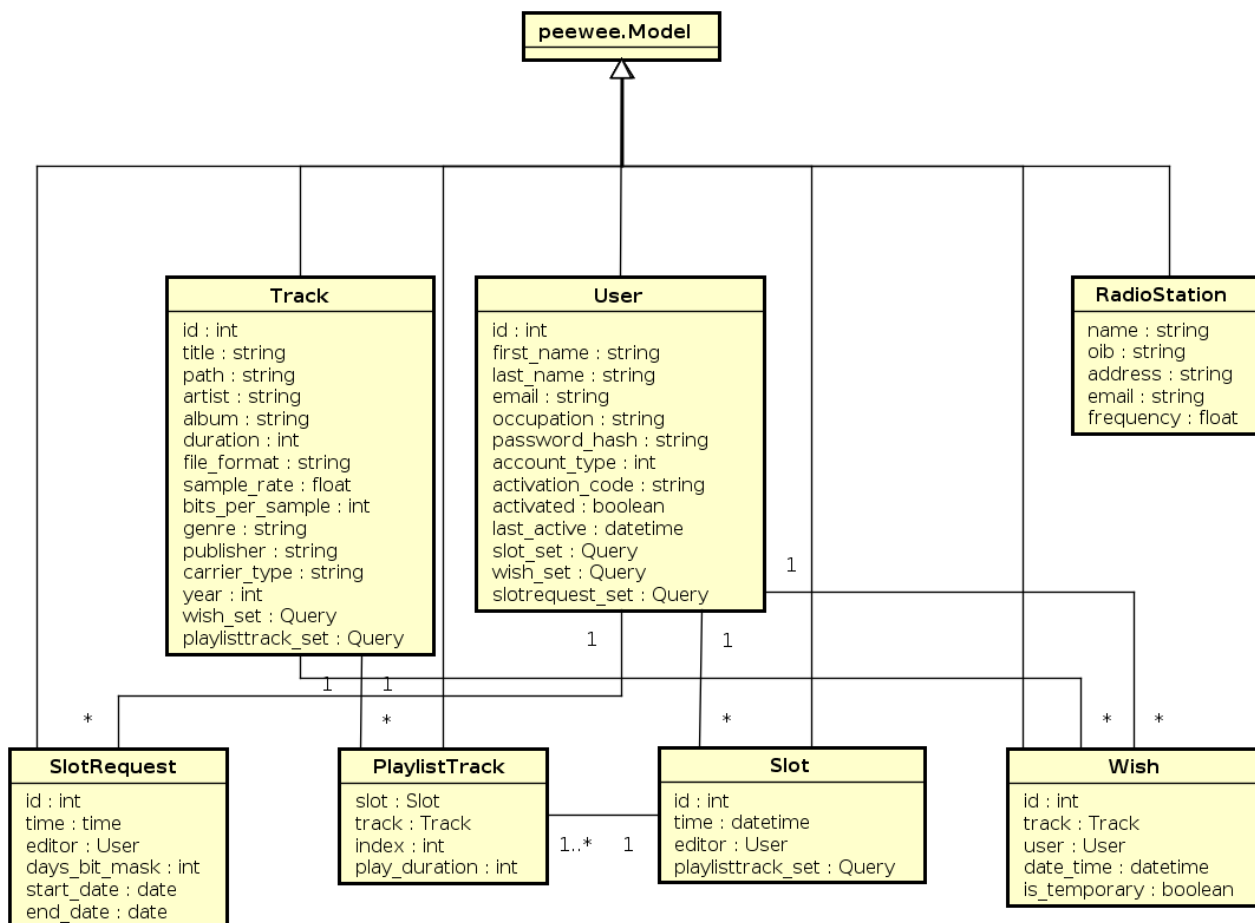 peewee.Model
Track
id : int
title : string
path : string
artist : string
album : string
duration : int
file_format : string
sample_rate : float
bits_per_sample : int
genre : string
publisher : string
carrier_type : string
year : int
wish_set : Query
playlisttrack_set : Query
User
id : int
first_name : string
last_name : string
email : string
occupation : string
password_hash : string
account_type : int
activation_code : string
activated : boolean
last_active : datetime
slot_set : Query
wish_set : Query
slotrequest_set : Query
RadioStation
name : string
oib : string
address : string
email : string
frequency : float
1
1
1
1
1
*
*
*
*
*
SlotRequest
id : int
time : time
editor : User
days_bit_mask : int
start_date : date
end_date : date
PlaylistTrack
slot : Slot
track : Track
index : int
play_duration : int
1..*
1
Slot
id : int
time : datetime
editor : User
playlisttrack_set : Query
Wish
id : int
track : Track
user : User
date_time : datetime
is_temporary : boolean